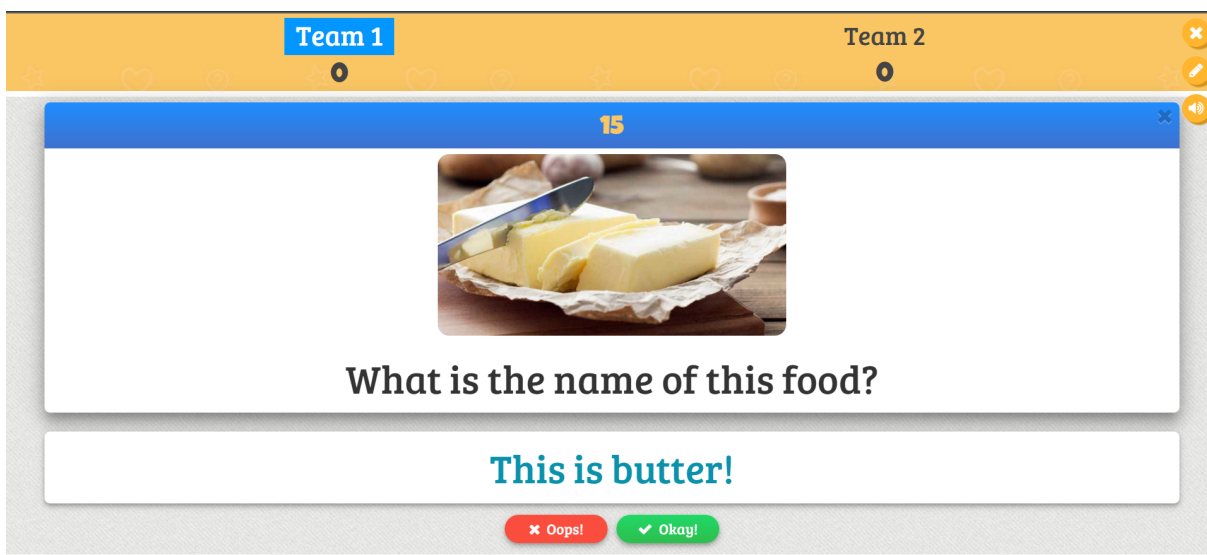 Team 1
0
Team 2
0
15
What is the name of this food?
This is butter!
Oops!
Okay!